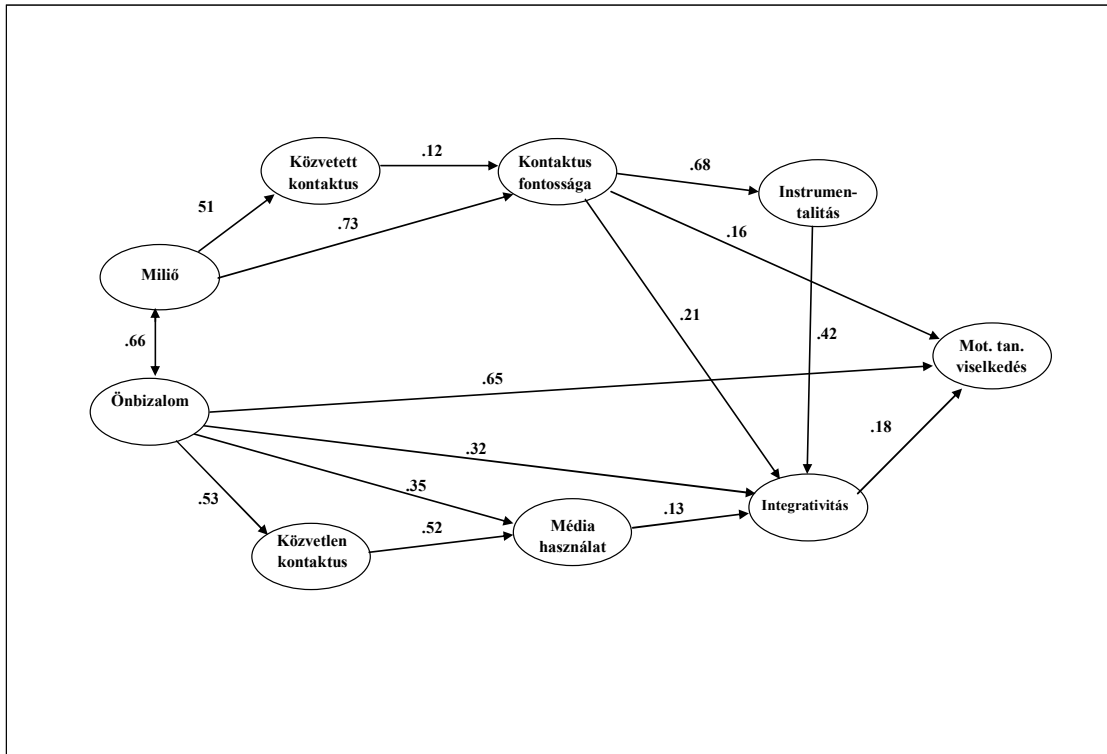 Közvetett
kontaktus
.12
Kontaktus
fontossága
.68
Instrumen-
talitás
51
.73
.16
Miliő
.66
.21
.42
Mot. tan.
viselkedés
.65
Önbizalom
.18
.32
.35
.53
Integrativitás
.13
.52
Média
használat
Közvetlen
kontaktus